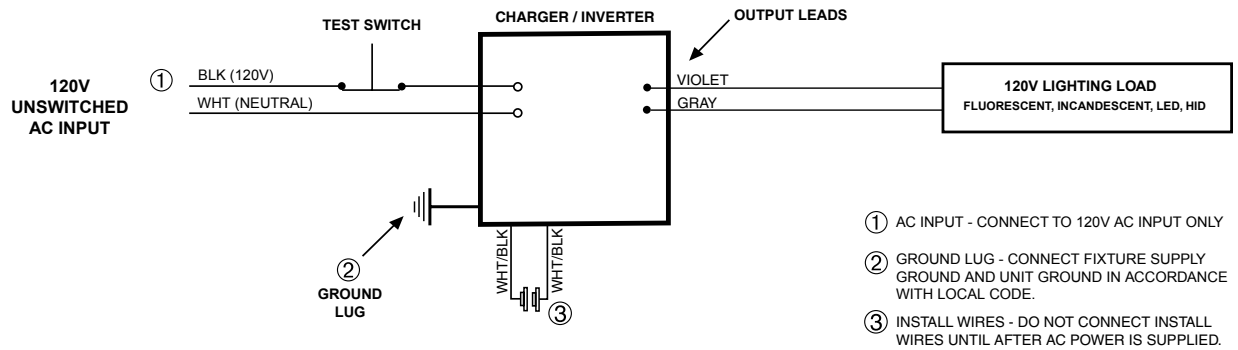 CHARGER / INVERTER
OUTPUT LEADS
TEST SWITCH
120V
UNSWITCHED
AC INPUT
1
BLK (120V)
WHT (NEUTRAL)
VIOLET
GRAY
120V LIGHTING LOAD
FLUORESCENT, INCANDESCENT, LED, HID
2
GROUND
LUG
WHT/BLK
WHT/BLK
3
1 AC INPUT - CONNECT TO 120V AC INPUT ONLY
2 GROUND LUG - CONNECT FIXTURE SUPPLY
GROUND AND UNIT GROUND IN ACCORDANCE
WITH LOCAL CODE.
3 INSTALL WIRES - DO NOT CONNECT INSTALL
WIRES UNTIL AFTER AC POWER IS SUPPLIED.